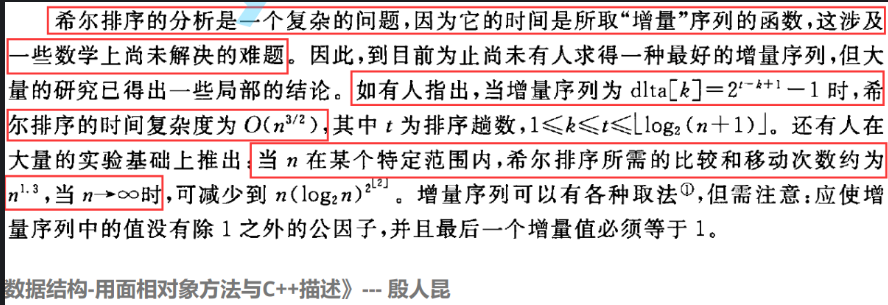 希尔排序的分析是一个复杂的问题,因为它的时间是所取“增量”序列的函数,这涉及
一些数学上尚未解决的难题。因此,到目前为止尚未有人求得一种最好的增量序列,但大
量的研究已得出一些局部的结论。如有人指出,当增量序列为 dlta[k]=2^{t-k+1}-1 时,希
尔排序的时间复杂度为 O(n^{3/2}),其中 t 为排序趟数,1≤k≤t≤⌊log₂(n+1)⌋。还有人在
大量的实验基础上推出:当 n 在某个特定范围内,希尔排序所需的比较和移动次数约为
n^{1.3},当 n→∞时,可减少到 n(log₂n)^{2[2]}。增量序列可以有各种取法①,但需注意:应使增
量序列中的值没有除 1 之外的公因子,并且最后一个增量值必须等于 1。
数据结构-用面相对象方法与C++描述》--- 殷人昆